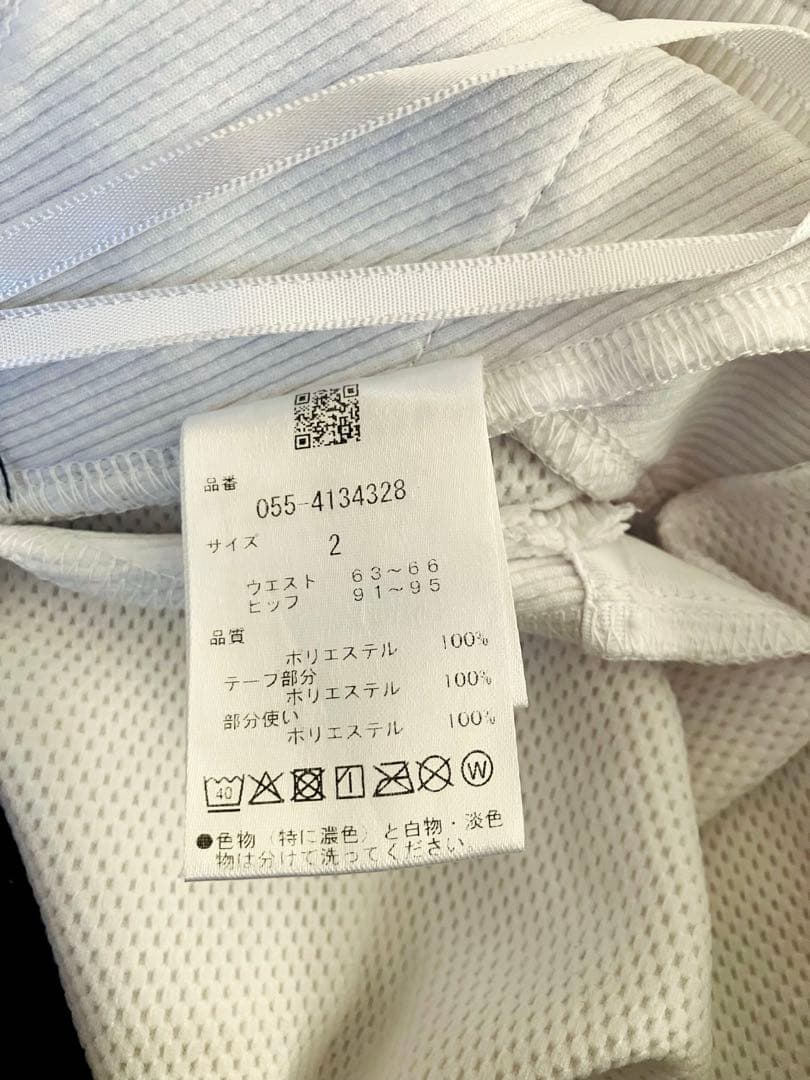 品番
055-4134328
サイズ 2
ウエスト 63～66
ヒップ 91～95
品質
ポリエステル 100%
テープ部分
ポリエステル 100%
部分使い
ポリエステル 100%
40 W
●色物（特に濃色）と白物・淡色
物は分けて洗ってください。